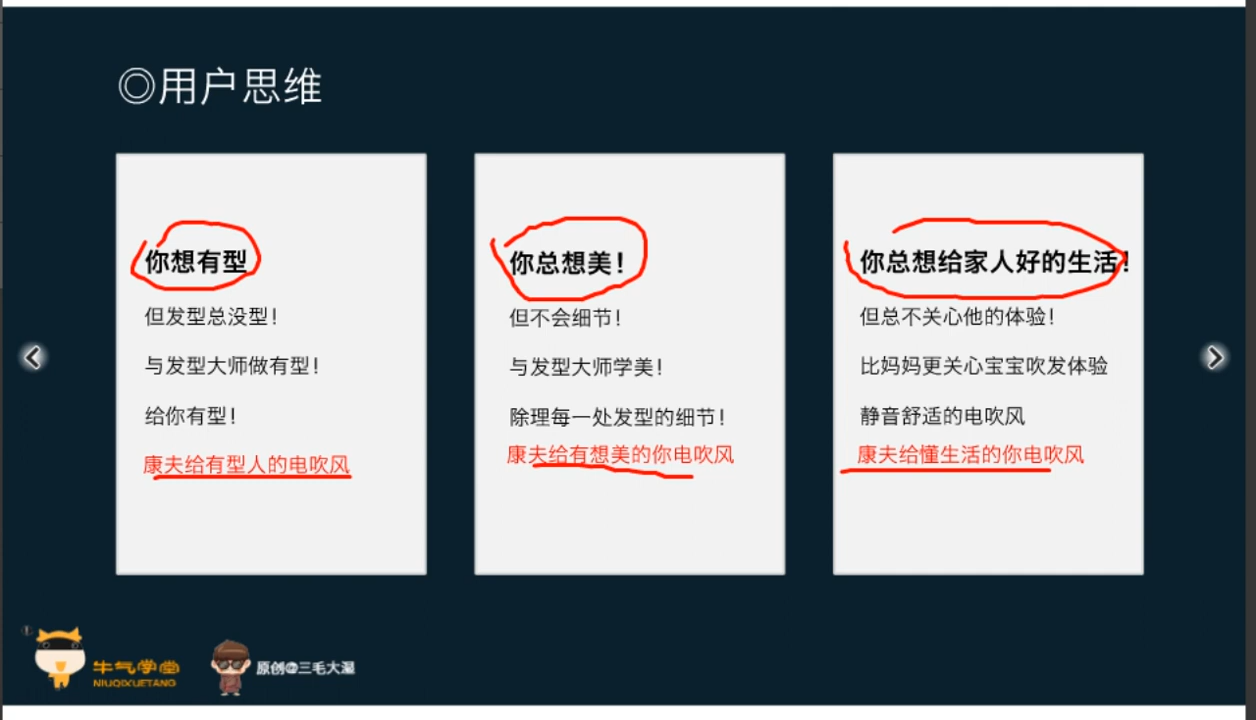 ◎用户思维
你想有型
但发型总没型！
与发型大师做有型！
给你有型！
康夫给有型人的电吹风
你总想美！
但不会细节！
与发型大师学美！
除理每一处发型的细节！
康夫给有想美的你电吹风
你总想给家人好的生活！
但总不关心他的体验！
比妈妈更关心宝宝吹发体验
静音舒适的电吹风
康夫给懂生活的你电吹风
牛气学堂
NIUQIXUETANG
原创@三毛大湿